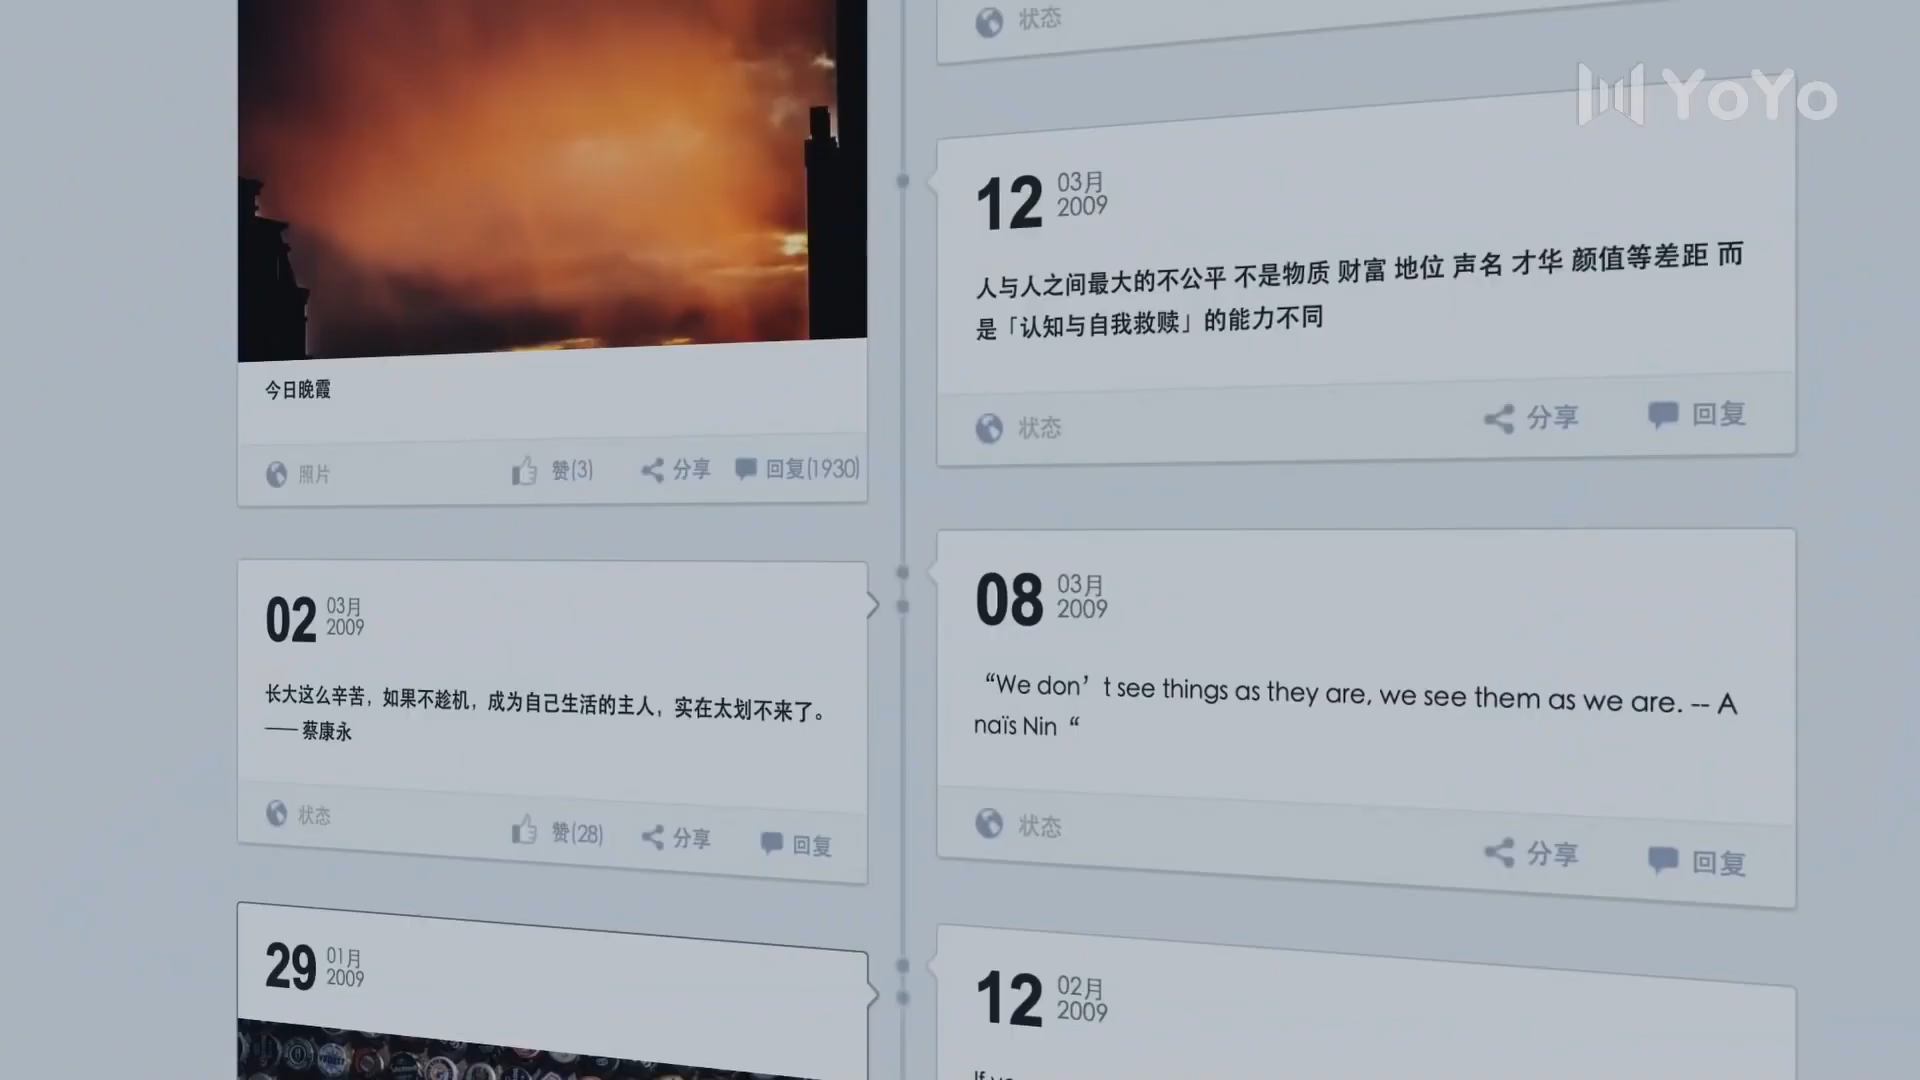 状态
YoYo
今日晚霞
照片
赞(3)
分享
回复(1930)
12
03月
2009
人与人之间最大的不公平 不是物质 财富 地位 声名 才华 颜值等差距 而
是「认知与自我救赎」的能力不同
状态
分享
回复
02
03月
2009
长大这么辛苦，如果不趁机，成为自己生活的主人，实在太划不来了。
—— 蔡康永
状态
赞(28)
分享
回复
08
03月
2009
“We don’t see things as they are, we see them as we are. -- A
naïs Nin “
状态
分享
回复
29
01月
2009
12
02月
2009